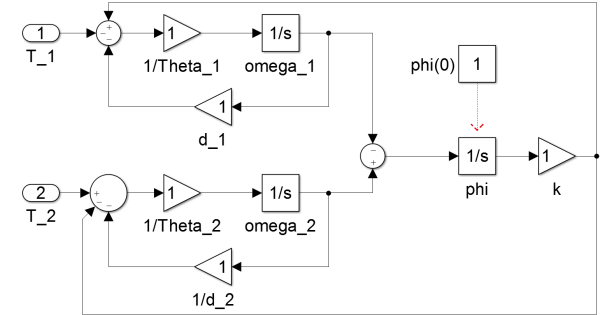 1
T_1
+
−
−
1
1/Theta_1
1/s
omega_1
1
d_1
phi(0)
1
−
+
1/s
phi
1
k
2
T_2
+
−
−
1
1/Theta_2
1/s
omega_2
1
1/d_2